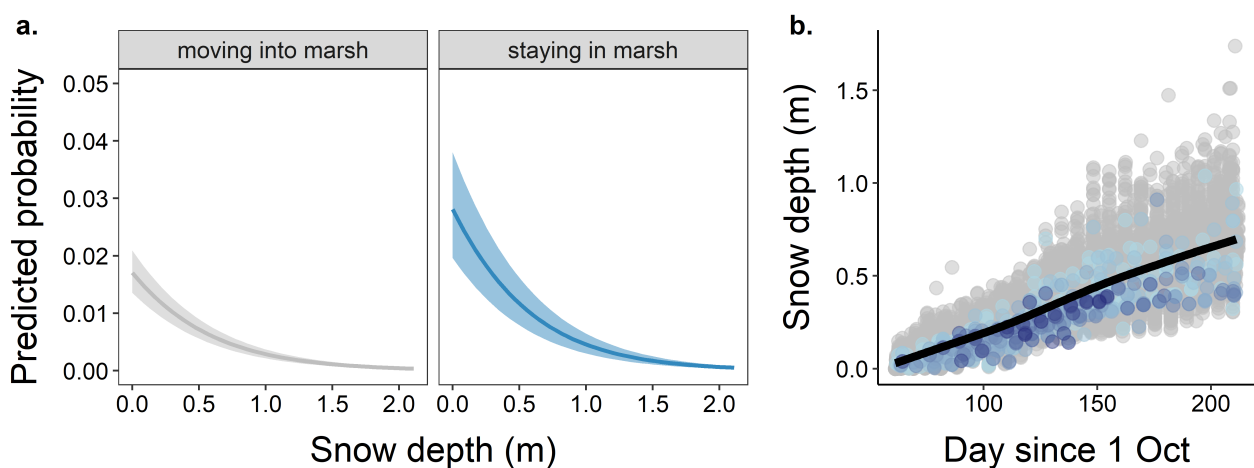 a.
moving into marsh
staying in marsh
Predicted probability
0.05
0.04
0.03
0.02
0.01
0.00
0.0 0.5 1.0 1.5 2.0
0.0 0.5 1.0 1.5 2.0
Snow depth (m)
b.
Snow depth (m)
1.5
1.0
0.5
0.0
100 150 200
Day since 1 Oct